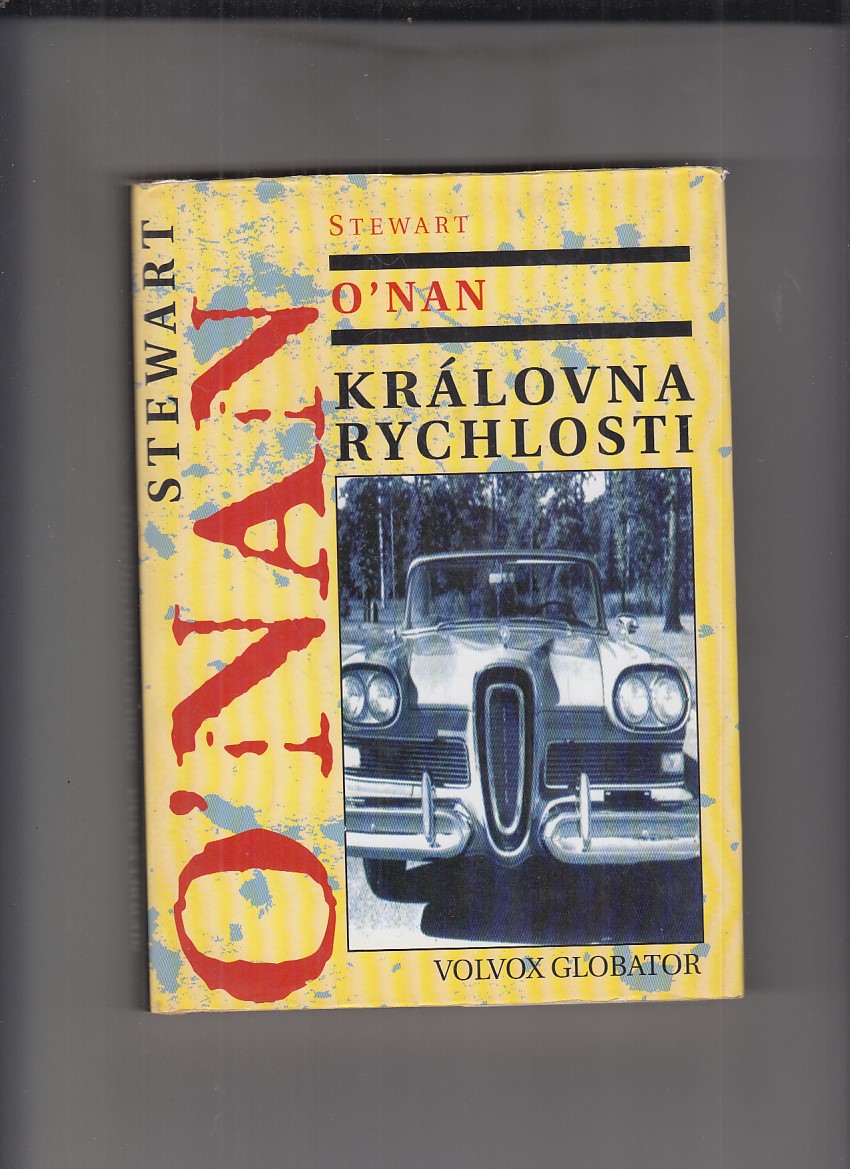 STEWART
O'NAN
STEWART
O'NAN
KRÁLOVNA
RYCHLOSTI
VOLVOX GLOBATOR